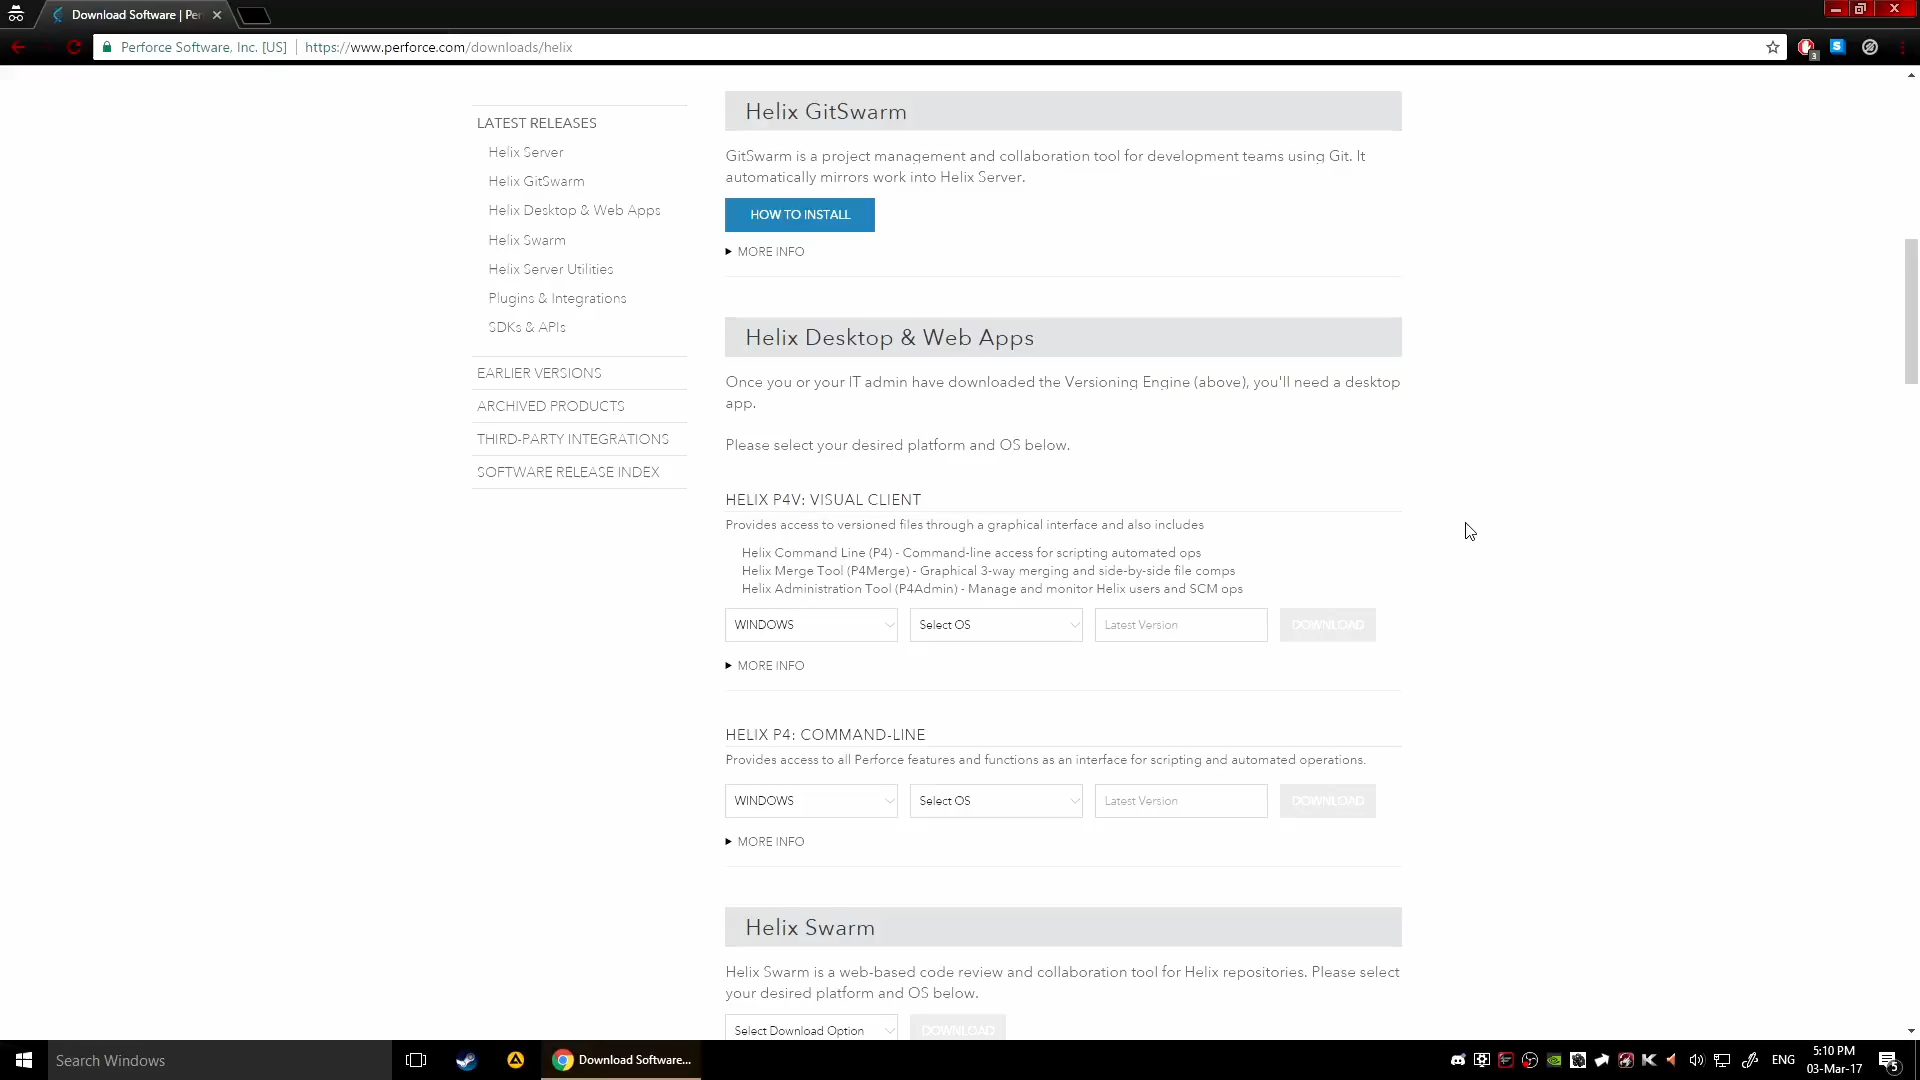 Download Software | Per
Perforce Software, Inc. [US]
https://www.perforce.com/downloads/helix
3
LATEST RELEASES
Helix Server
Helix GitSwarm
Helix Desktop & Web Apps
Helix Swarm
Helix Server Utilities
Plugins & Integrations
SDKs & APIs
EARLIER VERSIONS
ARCHIVED PRODUCTS
THIRD-PARTY INTEGRATIONS
SOFTWARE RELEASE INDEX
Helix GitSwarm
GitSwarm is a project management and collaboration tool for development teams using Git. It
automatically mirrors work into Helix Server.
HOW TO INSTALL
MORE INFO
Helix Desktop & Web Apps
Once you or your IT admin have downloaded the Versioning Engine (above), you'll need a desktop
app.
Please select your desired platform and OS below.
HELIX P4V: VISUAL CLIENT
Provides access to versioned files through a graphical interface and also includes
Helix Command Line (P4) - Command-line access for scripting automated ops
Helix Merge Tool (P4Merge) - Graphical 3-way merging and side-by-side file comps
Helix Administration Tool (P4Admin) - Manage and monitor Helix users and SCM ops
WINDOWS Select OS Latest Version DOWNLOAD
MORE INFO
HELIX P4: COMMAND-LINE
Provides access to all Perforce features and functions as an interface for scripting and automated operations.
WINDOWS Select OS Latest Version DOWNLOAD
MORE INFO
Helix Swarm
Helix Swarm is a web-based code review and collaboration tool for Helix repositories. Please select
your desired platform and OS below.
Select Download Option DOWNLOAD
Search Windows
Download Software...
ENG
5:10 PM
03-Mar-17
5